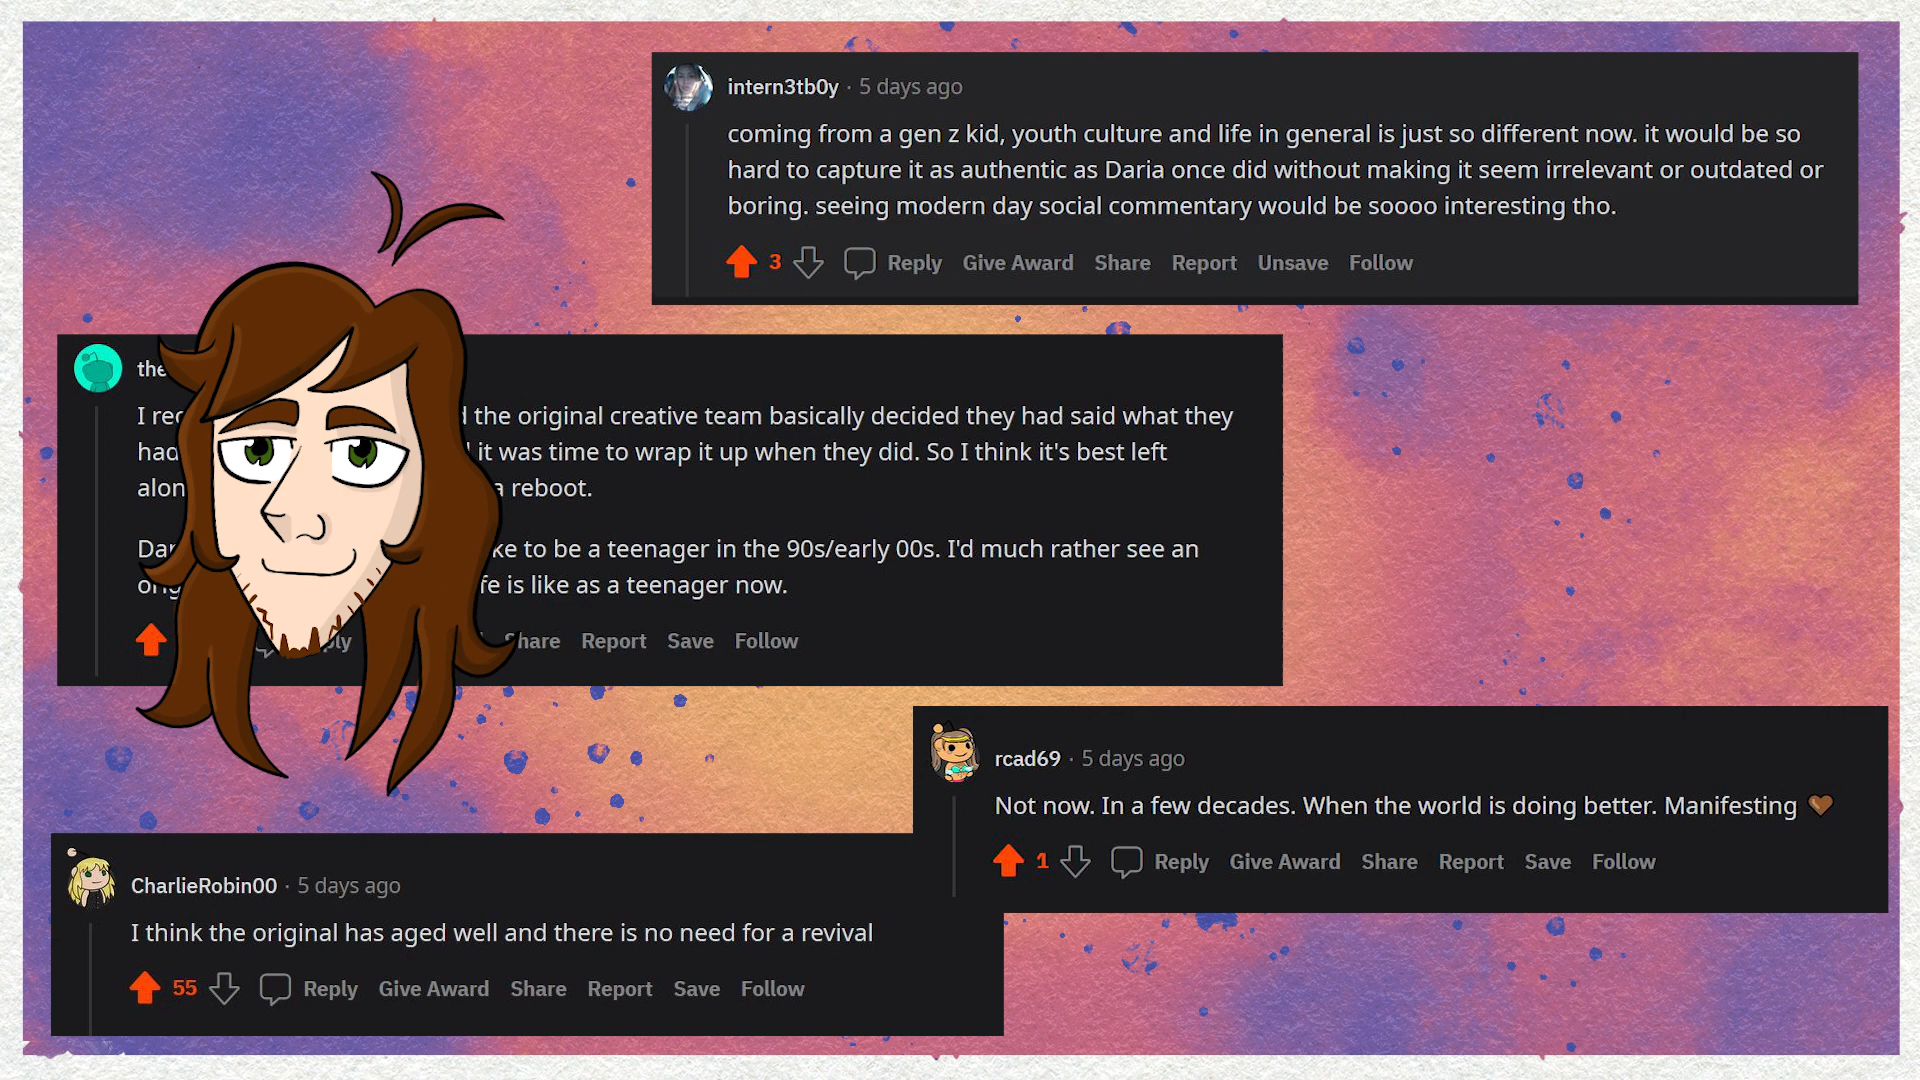 intern3tb0y · 5 days ago
coming from a gen z kid, youth culture and life in general is just so different now. it would be so
hard to capture it as authentic as Daria once did without making it seem irrelevant or outdated or
boring. seeing modern day social commentary would be soooo interesting tho.
3 Reply Give Award Share Report Unsave Follow
the
I the original creative team basically decided they had said what they
had it was time to wrap it up when they did. So I think it's best left
a reboot.
to be a teenager in the 90s/early 00s. I'd much rather see an
is like as a teenager now.
Share Report Save Follow
rcad69 · 5 days ago
Not now. In a few decades. When the world is doing better. Manifesting 🤎
1 Reply Give Award Share Report Save Follow
CharlieRobin00 · 5 days ago
I think the original has aged well and there is no need for a revival
55 Reply Give Award Share Report Save Follow